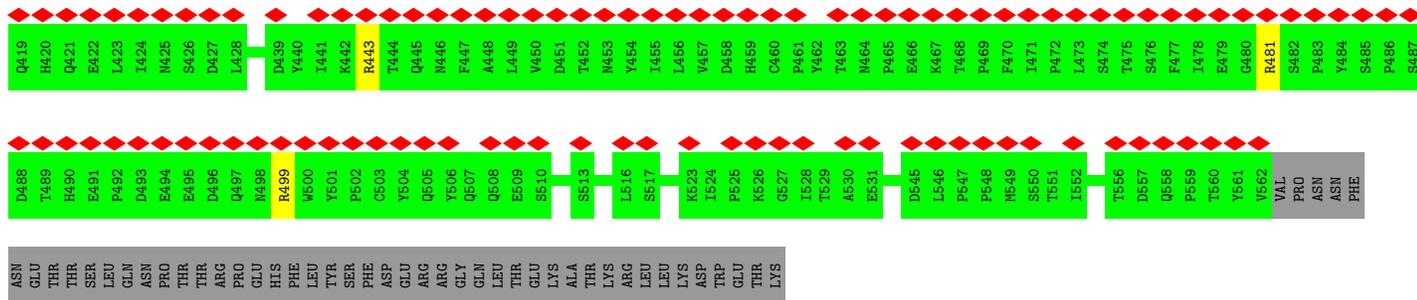 Q419 H420 Q421 E422 L423 I424 N425 S426 D427 L428 D439 Y440 I441 K442 R443 T444 Q445 N446 F447 A448 L449 V450 D451 T452 N453 Y454 I455 L456 V457 D458 H459 C460 P461 Y462 T463 N464 P465 E466 K467 T468 P469 F470 I471 P472 L473 S474 T475 S476 F477 I478 E479 G480 R481 S482 P483 Y484 S485 P486 S487
D488 T489 H490 E491 P492 D493 E494 E495 D496 Q497 N498 R499 W500 Y501 P502 C503 Y504 Q505 Y506 Q507 Q508 E509 S510 S513 L516 S517 K523 I524 P525 K526 G527 I528 T529 A530 E531 D545 L546 P547 P548 M549 S550 T551 I552 T556 D557 Q558 P559 T560 Y561 V562 VAL PRO ASN ASN PHE
ASN GLU THR THR SER LEU GLN ASN PRO THR THR ARG PRO GLU HIS PHE LEU TYR SER PHE ASP GLU ARG ARG GLY GLN LEU THR GLU LYS ALA THR LYS ARG LEU LEU LYS ASP TRP GLU THR LYS